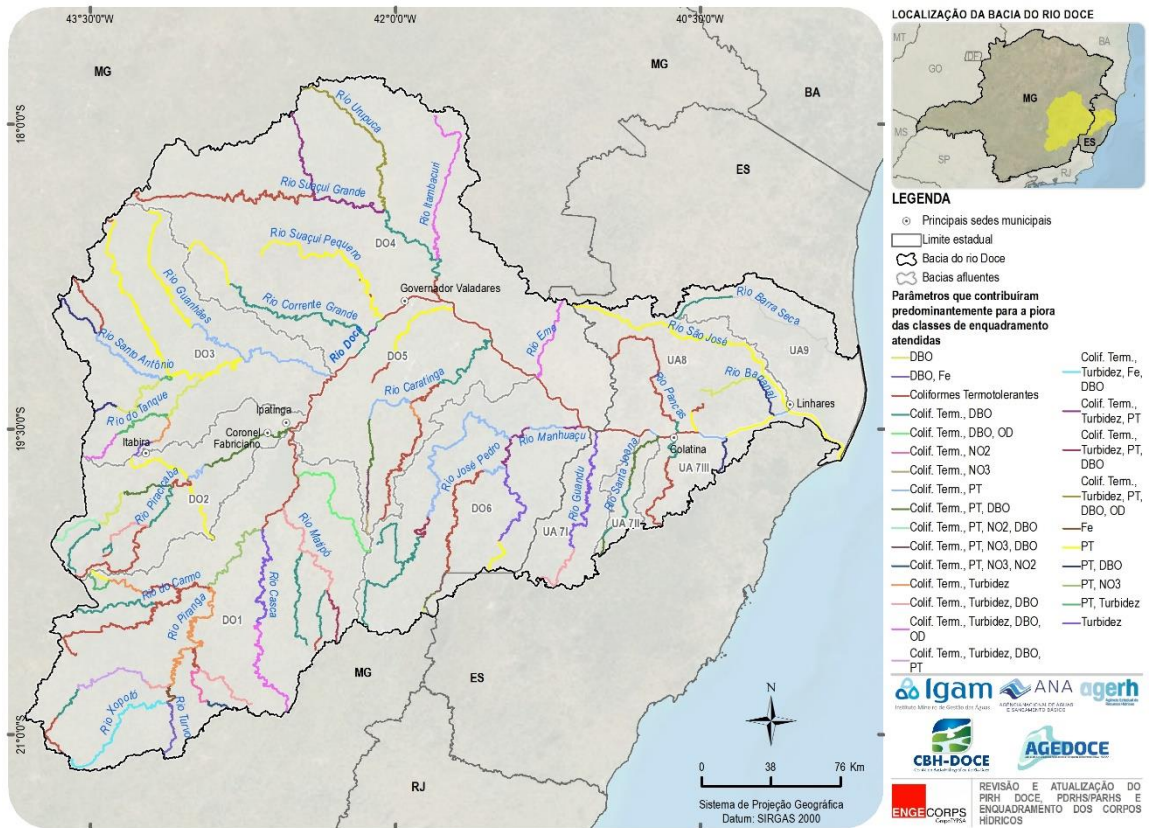 43°30'0"W
42°0'0"W
40°30'0"W
18°0'0"S
19°30'0"S
21°0'0"S
MG
MG
BA
ES
MG
ES
RJ
Rio Urupuca
Rio Itambacuri
Rio Suaçuí Grande
Rio Suaçuí Pequeno
DO4
Rio Guanhães
Rio Corrente Grande
Governador Valadares
Rio Doce
Rio Santo Antônio
DO3
DO5
Rio Eme
Rio Barra Seca
Rio São José
UA8
UA9
Rio Bananal
Rio Pancas
Linhares
Rio Caratinga
Rio do Tanque
Ipatinga
Coronel
Fabriciano
Itabira
Rio Manhuaçu
Colatina
Rio José Pedro
Rio Santa Joana
UA 7III
Rio Piracicaba
DO2
DO6
Rio Guandu
UA 7I
UA 7II
Rio Matipó
Rio do Carmo
Rio Casca
Rio Piranga
DO1
Rio Xopotó
Rio Turvo
N
0 38 76 Km
Sistema de Projeção Geográfica
Datum: SIRGAS 2000
LOCALIZAÇÃO DA BACIA DO RIO DOCE
MT
DF
BA
GO
MG
MS
ES
SP
RJ
LEGENDA
Principais sedes municipais
Limite estadual
Bacia do rio Doce
Bacias afluentes
Parâmetros que contribuíram
predominantemente para a piora
das classes de enquadramento
atendidas
DBO
DBO, Fe
Coliformes Termotolerantes
Colif. Term., DBO
Colif. Term., DBO, OD
Colif. Term., NO2
Colif. Term., NO3
Colif. Term., PT
Colif. Term., PT, DBO
Colif. Term., PT, NO2, DBO
Colif. Term., PT, NO3, DBO
Colif. Term., PT, NO3, NO2
Colif. Term., Turbidez
Colif. Term., Turbidez, DBO
Colif. Term., Turbidez, DBO,
OD
Colif. Term., Turbidez, DBO,
PT
Colif. Term.,
Turbidez, Fe,
DBO
Colif. Term.,
Turbidez, PT
Colif. Term.,
Turbidez, PT,
DBO
Colif. Term.,
Turbidez, PT,
DBO, OD
Fe
PT
PT, DBO
PT, NO3
PT, Turbidez
Turbidez
Igam
Instituto Mineiro de Gestão das Águas
ANA
AGÊNCIA NACIONAL DE ÁGUAS
E SANEAMENTO BÁSICO
agerh
CBH-DOCE
AGEDOCE
ENGECORPS
GrupoTYPSA
REVISÃO E ATUALIZAÇÃO DO
PIRH DOCE, PDRHS/PARHS E
ENQUADRAMENTO DOS CORPOS
HÍDRICOS